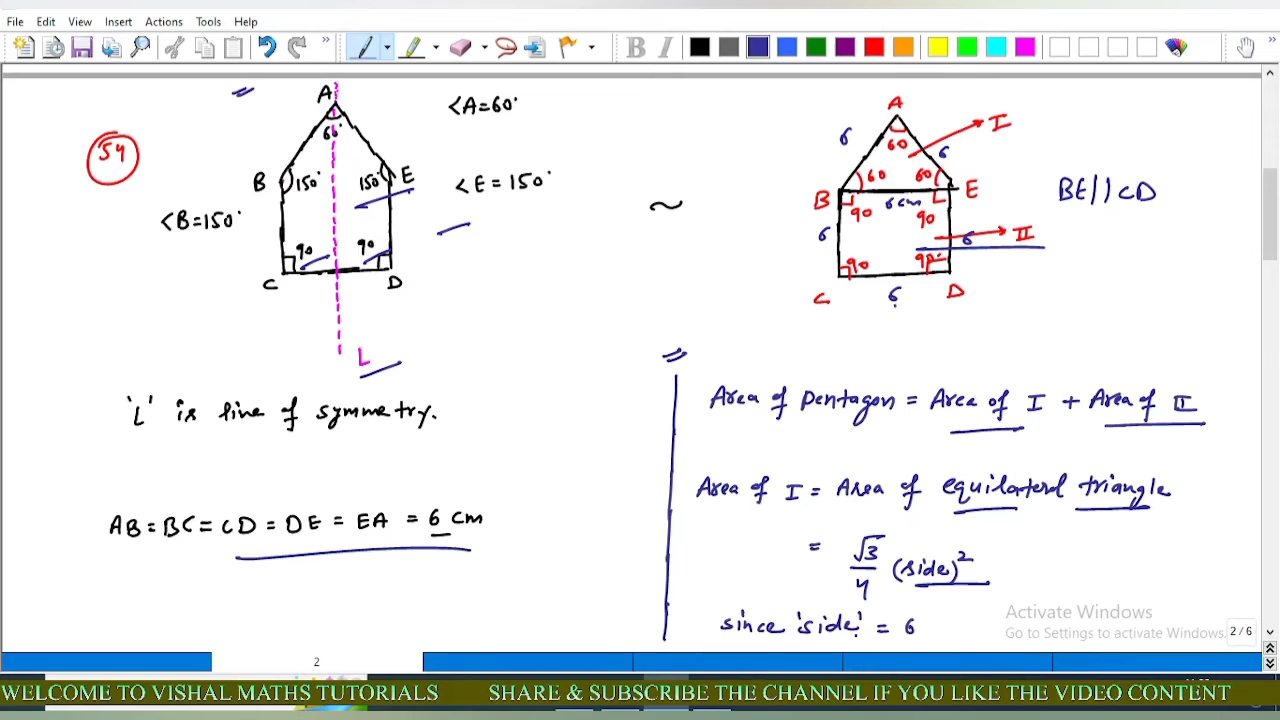 File Edit View Insert Actions Tools Help
54
A
60°
B
150°
150°
E
90
90
C
D
L
<A=60°
<E = 150°
<B=150°
~
A
6
60
6
I
60
60
B
6 cm
E
90
90
6
6
II
90
90°
C
6
D
BE//CD
'L' is line of symmetry.
AB=BC=CD=DE=EA = 6 cm
Area of Pentagon = Area of I + Area of II
Area of I = Area of equilateral triangle
= √3/4 (side)²
since 'side' = 6
Activate Windows
Go to Settings to activate Windows.
2/6
2
WELCOME TO VISHAL MATHS TUTORIALS SHARE & SUBSCRIBE THE CHANNEL IF YOU LIKE THE VIDEO CONTENT